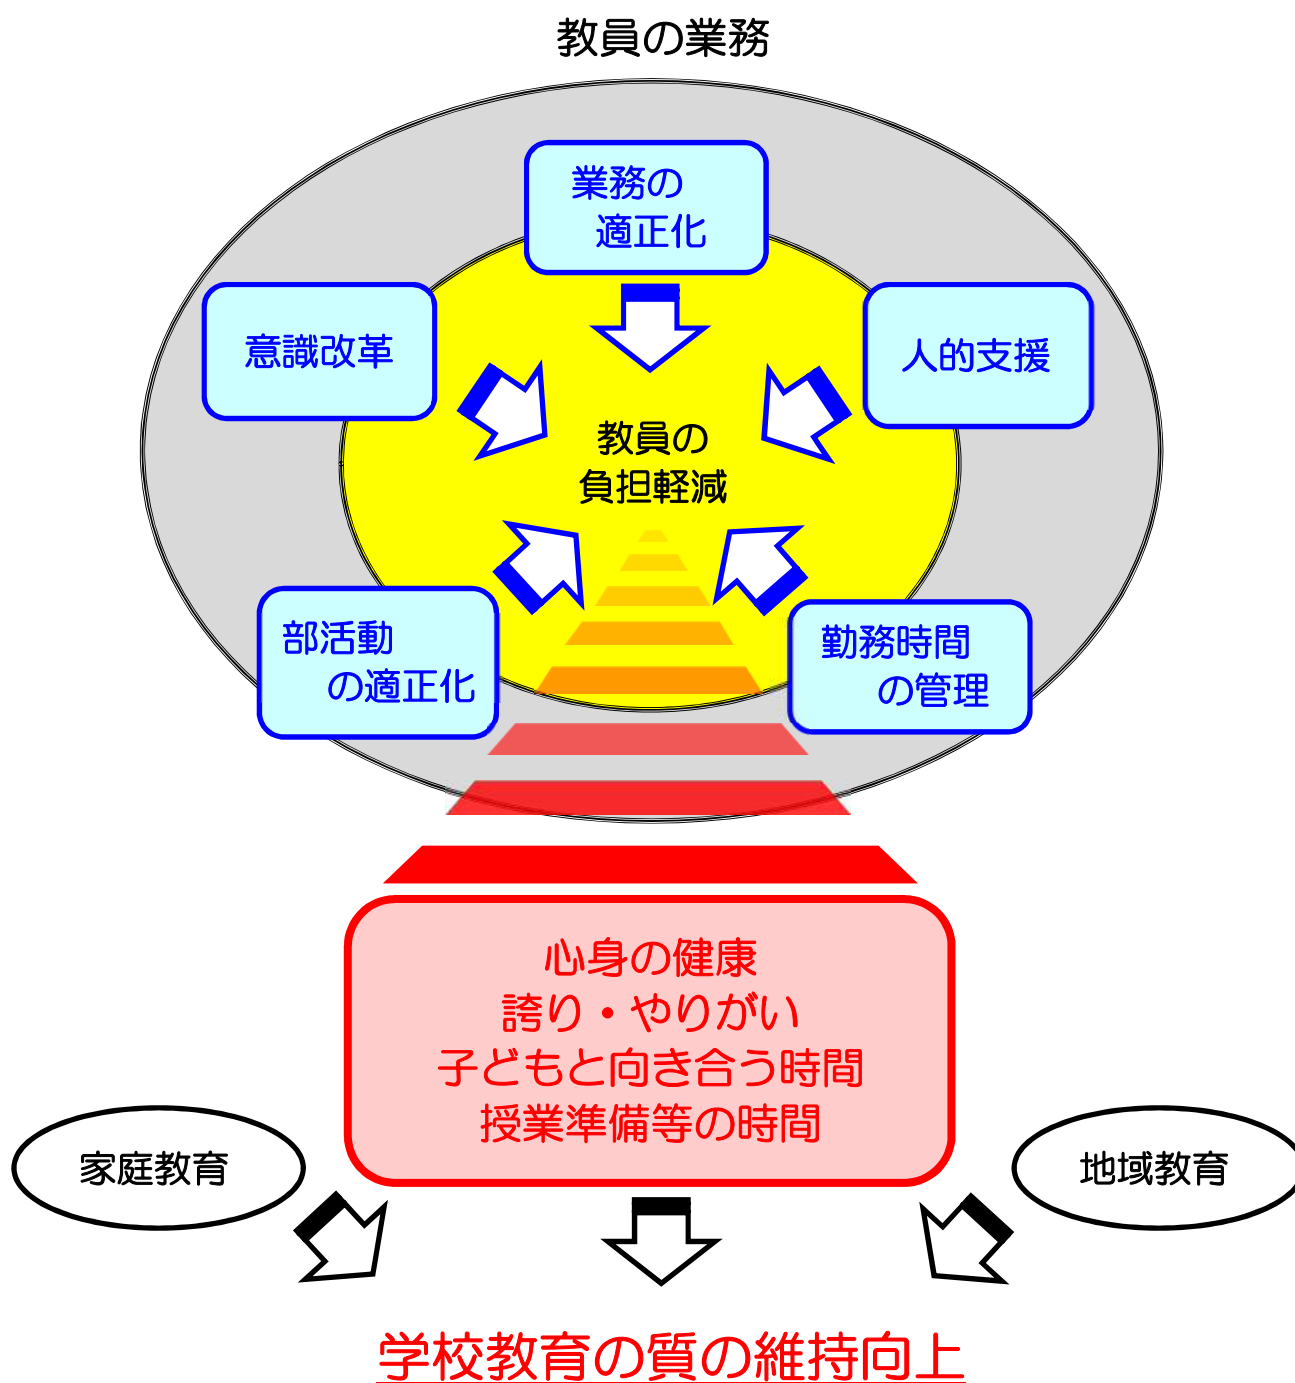 教員の業務
業務の
適正化
意識改革
人的支援
教員の
負担軽減
部活動
の適正化
勤務時間
の管理
心身の健康
誇り・やりがい
子どもと向き合う時間
授業準備等の時間
家庭教育
地域教育
学校教育の質の維持向上